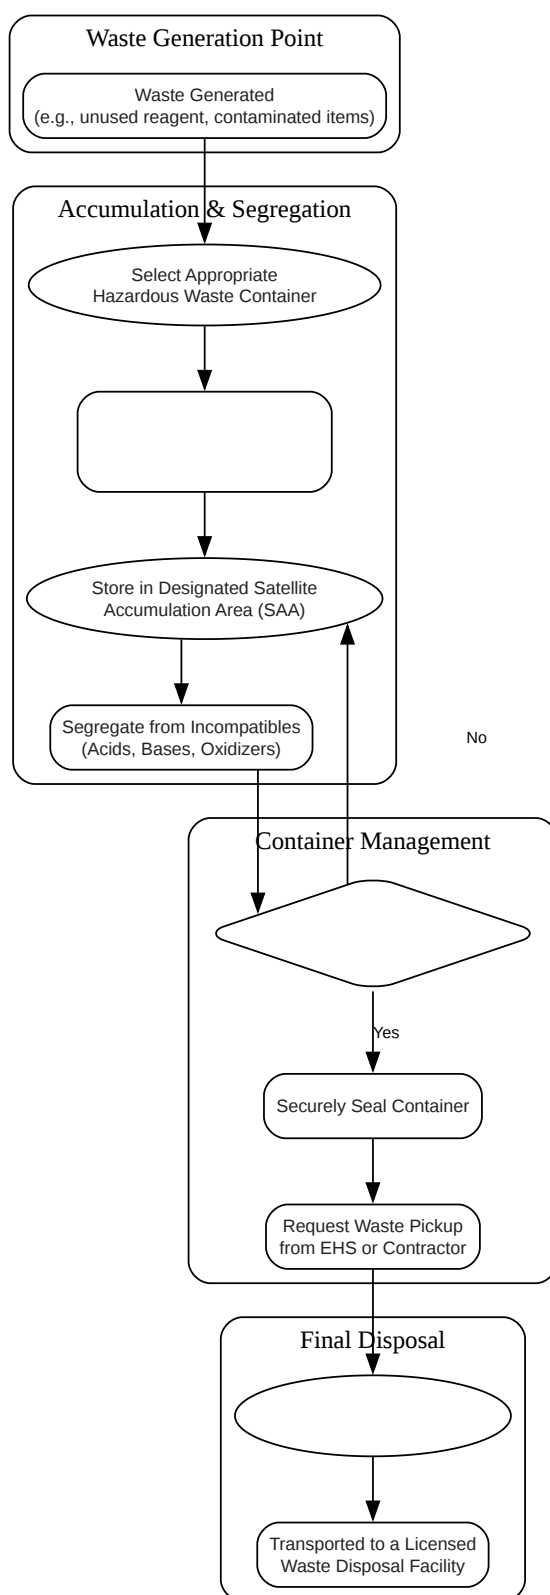 Waste Generation Point
Waste Generated
(e.g., unused reagent, contaminated items)
Accumulation & Segregation
Select Appropriate
Hazardous Waste Container
Store in Designated Satellite
Accumulation Area (SAA)
Segregate from Incompatibles
(Acids, Bases, Oxidizers)
No
Container Management
Yes
Securely Seal Container
Request Waste Pickup
from EHS or Contractor
Final Disposal
Transported to a Licensed
Waste Disposal Facility